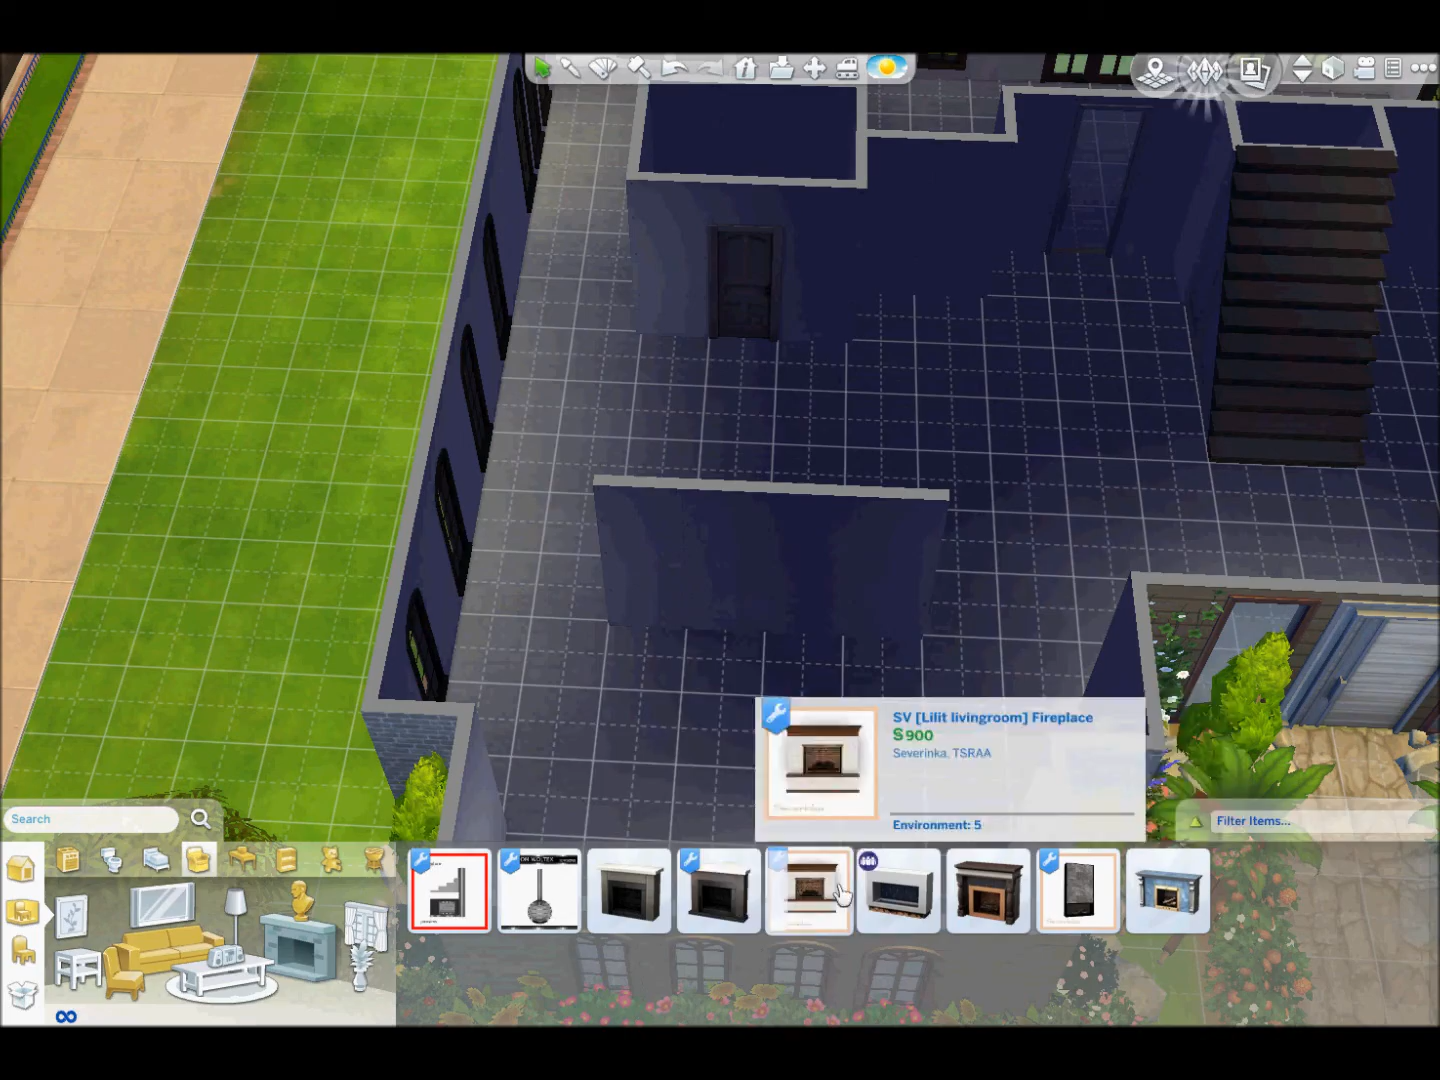 SV [Lilit livingroom] Fireplace
§900
Severinka, TSRAA
Environment: 5
Search
Filter Items...